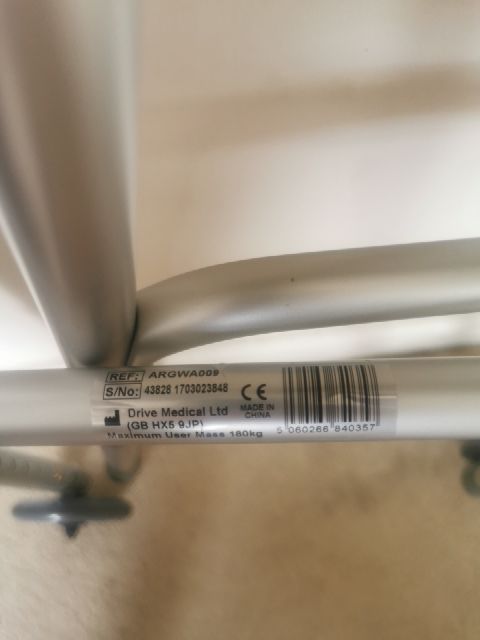 REF: ARGWA009
S/No: 43828 1703023848
CE
MADE IN
CHINA
Drive Medical Ltd
(GB HX5 9JP)
Maximum User Mass 180kg
5 060266 840357